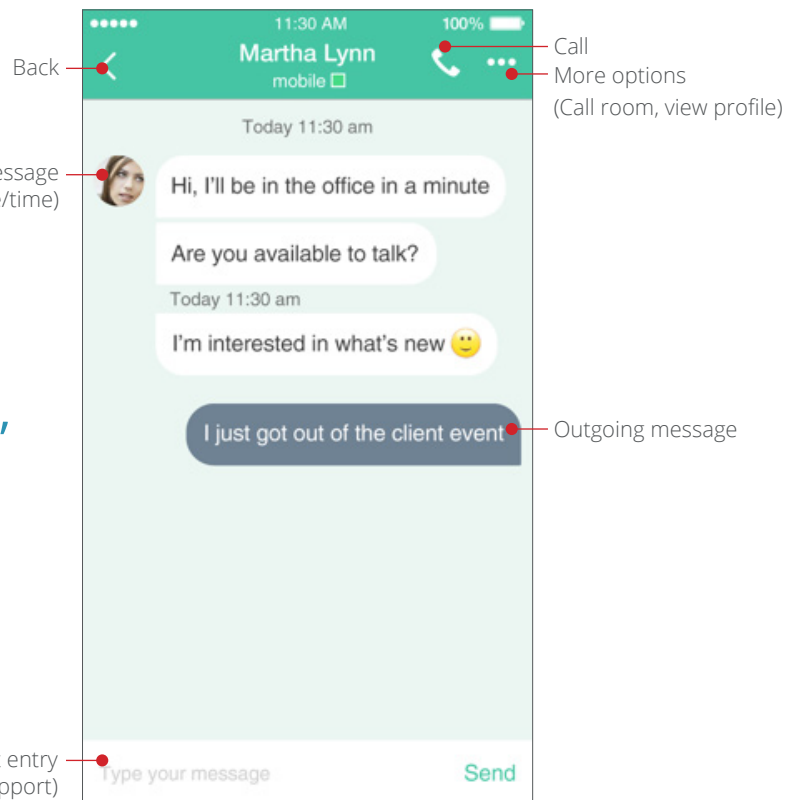 11:30 AM 100%
Martha Lynn
mobile
Back
Call
More options
(Call room, view profile)
Today 11:30 am
Hi, I'll be in the office in a minute
/time)
Are you available to talk?
Today 11:30 am
I'm interested in what's new
I just got out of the client event
Outgoing message
entry
Type your message
Send